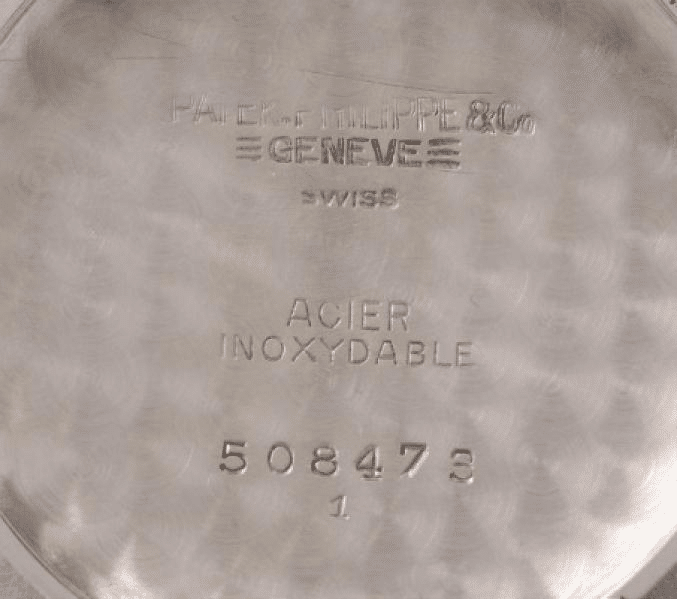 PATEK.PHILIPPE & Co
GENEVE
SWISS
ACIER
INOXYDABLE
508473
1